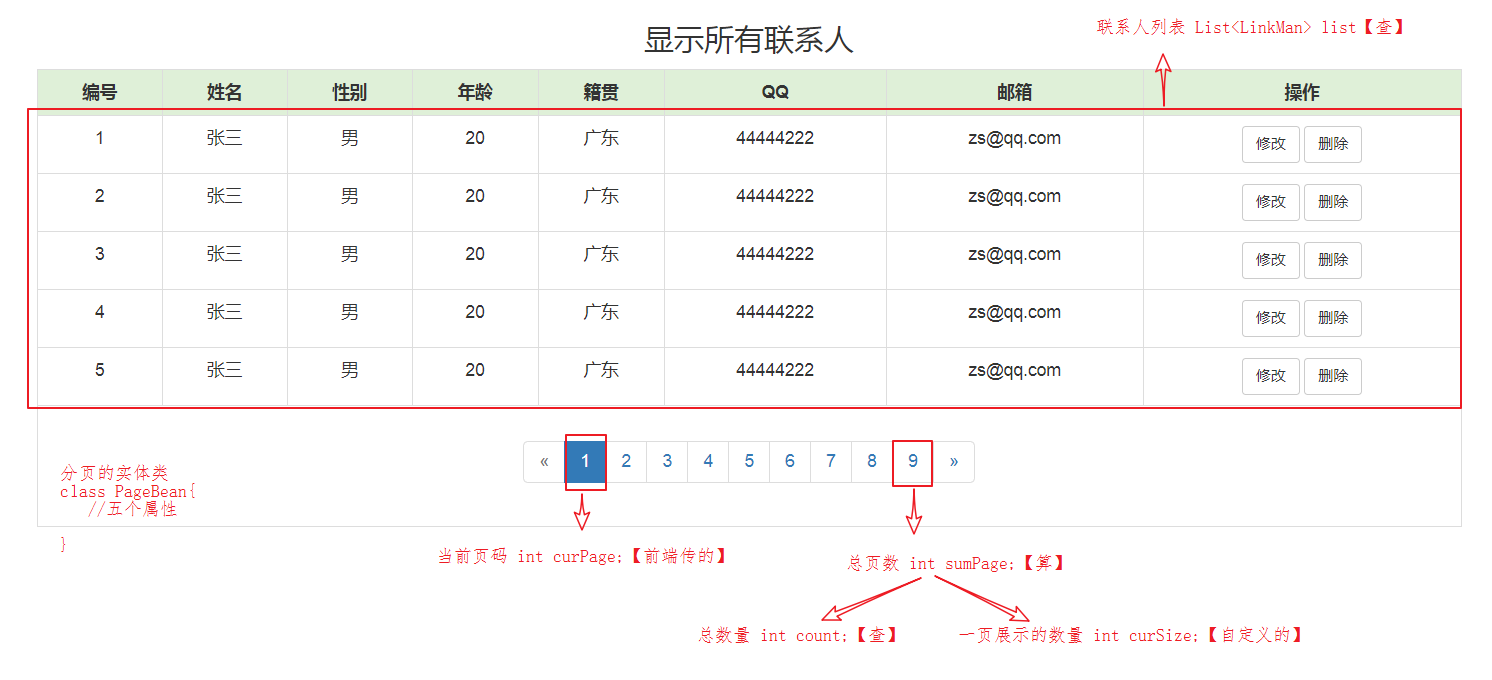 显示所有联系人
联系人列表 List<LinkMan> list【查】
编号 姓名 性别 年龄 籍贯 QQ 邮箱 操作
1 张三 男 20 广东 44444222 zs@qq.com 修改 删除
2 张三 男 20 广东 44444222 zs@qq.com 修改 删除
3 张三 男 20 广东 44444222 zs@qq.com 修改 删除
4 张三 男 20 广东 44444222 zs@qq.com 修改 删除
5 张三 男 20 广东 44444222 zs@qq.com 修改 删除
« 1 2 3 4 5 6 7 8 9 »
分页的实体类
class PageBean{
//五个属性
}
当前页码 int curPage;【前端传的】
总页数 int sumPage;【算】
总数量 int count;【查】
一页展示的数量 int curSize;【自定义的】